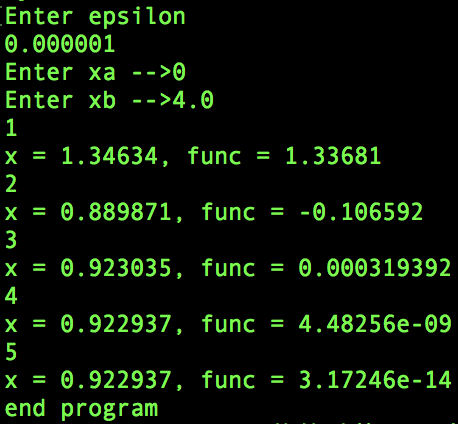 Enter epsilon
0.000001
Enter xa -->0
Enter xb -->4.0
1
x = 1.34634, func = 1.33681
2
x = 0.889871, func = -0.106592
3
x = 0.923035, func = 0.000319392
4
x = 0.922937, func = 4.48256e-09
5
x = 0.922937, func = 3.17246e-14
end program